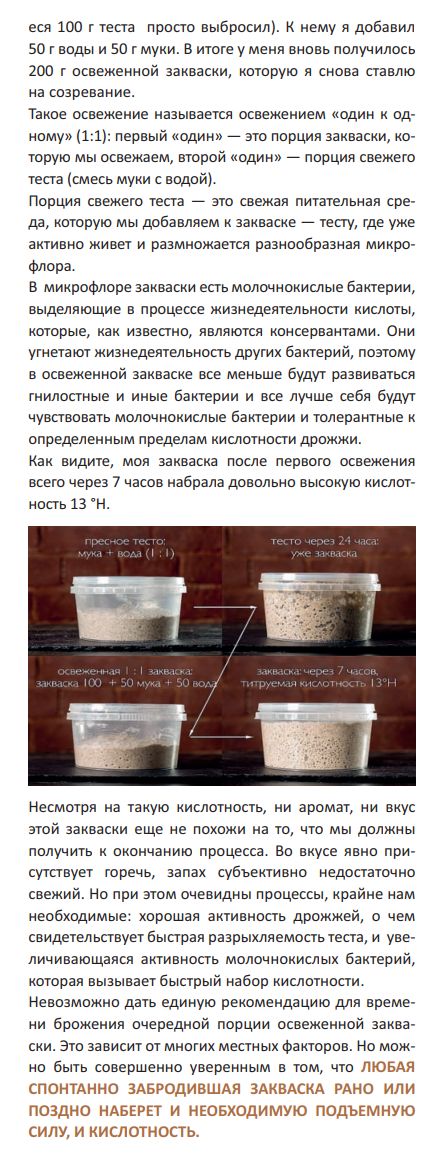 еся 100 г теста просто выбросил). К нему я добавил
50 г воды и 50 г муки. В итоге у меня вновь получилось
200 г освеженной закваски, которую я снова ставлю
на созревание.
Такое освежение называется освежением «один к од-
ному» (1:1): первый «один» — это порция закваски, ко-
торую мы освежаем, второй «один» — порция свежего
теста (смесь муки с водой).
Порция свежего теста — это свежая питательная сре-
да, которую мы добавляем к закваске — тесту, где уже
активно живет и размножается разнообразная микро-
флора.
В микрофлоре закваски есть молочнокислые бактерии,
выделяющие в процессе жизнедеятельности кислоты,
которые, как известно, являются консервантами. Они
угнетают жизнедеятельность других бактерий, поэтому
в освеженной закваске все меньше будут развиваться
гнилостные и иные бактерии и все лучше себя будут
чувствовать молочнокислые бактерии и толерантные к
определенным пределам кислотности дрожжи.
Как видите, моя закваска после первого освежения
всего через 7 часов набрала довольно высокую кислот-
ность 13 °Н.
пресное тесто:
мука + вода (1 : 1)
тесто через 24 часа:
уже закваска
освеженная 1 : 1 закваска:
закваска 100 + 50 мука + 50 вода
закваска: через 7 часов,
титруемая кислотность 13°Н
Несмотря на такую кислотность, ни аромат, ни вкус
этой закваски еще не похожи на то, что мы должны
получить к окончанию процесса. Во вкусе явно при-
сутствует горечь, запах субъективно недостаточно
свежий. Но при этом очевидны процессы, крайне нам
необходимые: хорошая активность дрожжей, о чем
свидетельствует быстрая разрыхляемость теста, и уве-
личивающаяся активность молочнокислых бактерий,
которая вызывает быстрый набор кислотности.
Невозможно дать единую рекомендацию для време-
ни брожения очередной порции освеженной заква-
ски. Это зависит от многих местных факторов. Но мож-
но быть совершенно уверенным в том, что ЛЮБАЯ
СПОНТАННО ЗАБРОДИВШАЯ ЗАКВАСКА РАНО ИЛИ
ПОЗДНО НАБЕРЕТ И НЕОБХОДИМУЮ ПОДЪЕМНУЮ
СИЛУ, И КИСЛОТНОСТЬ.